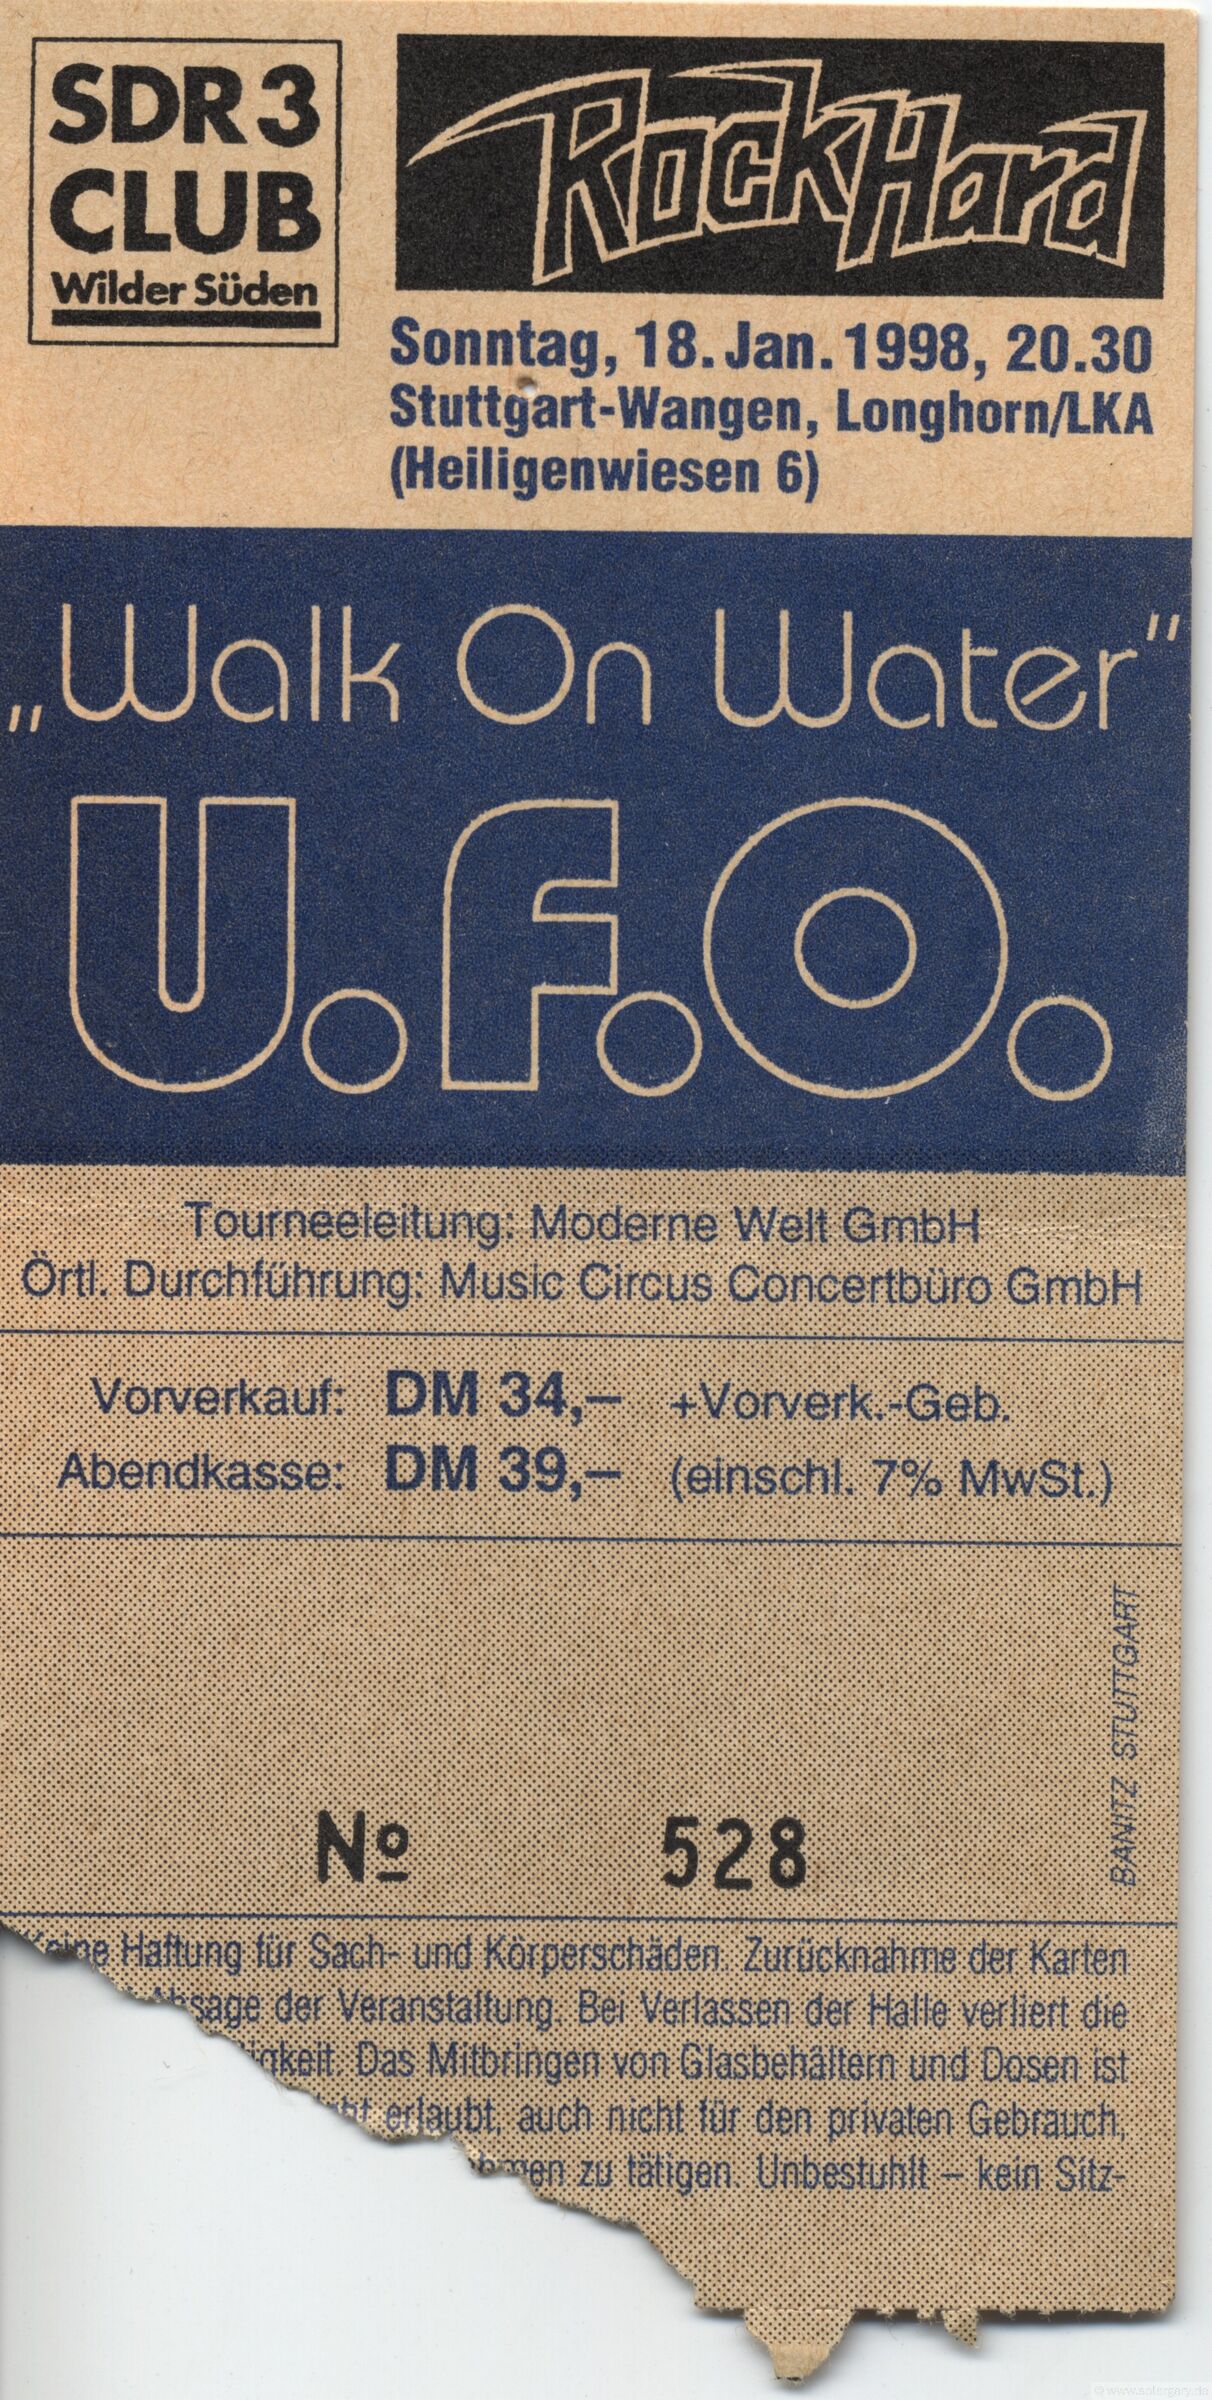 SDR 3
CLUB
Wilder Süden
RockHard
Sonntag, 18. Jan. 1998, 20.30
Stuttgart-Wangen, Longhorn/LKA
(Heiligenwiesen 6)
„Walk On Water"
U.F.O.
Tourneeleitung: Moderne Welt GmbH
Örtl. Durchführung: Music Circus Concertbüro GmbH
Vorverkauf: DM 34,– +Vorverk.-Geb.
Abendkasse: DM 39,– (einschl. 7% MwSt.)
BANITZ STUTTGART
№ 528
Keine Haftung für Sach- und Körperschäden. Zurücknahme der Karten
Absage der Veranstaltung. Bei Verlassen der Halle verliert die
Das Mitbringen von Glasbehältern und Dosen ist
erlaubt, auch nicht für den privaten Gebrauch,
zu tätigen. Unbestuhlt – kein Sitz-